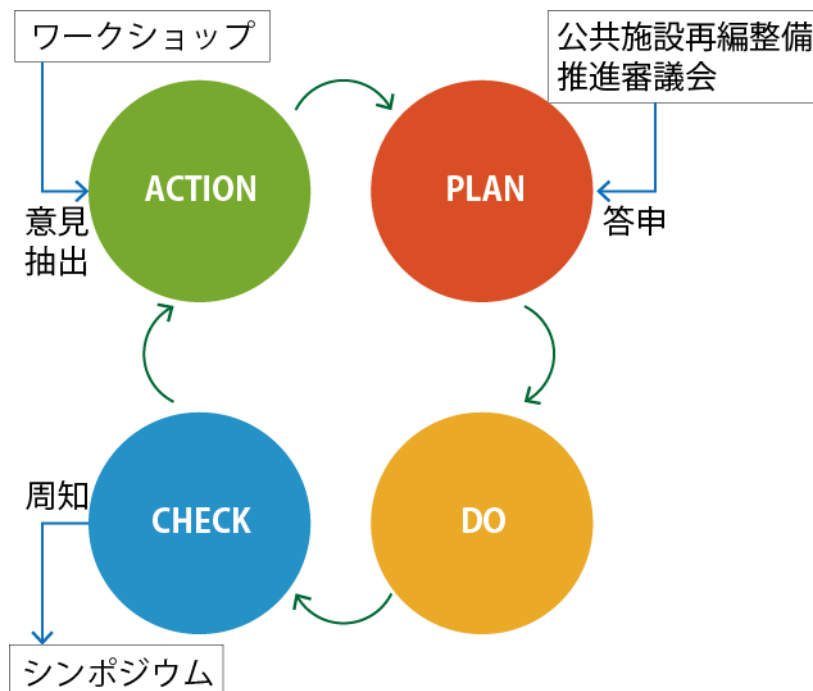 ワークショップ
公共施設再編整備
推進審議会
ACTION
PLAN
意見
抽出
答申
周知
CHECK
DO
シンポジウム